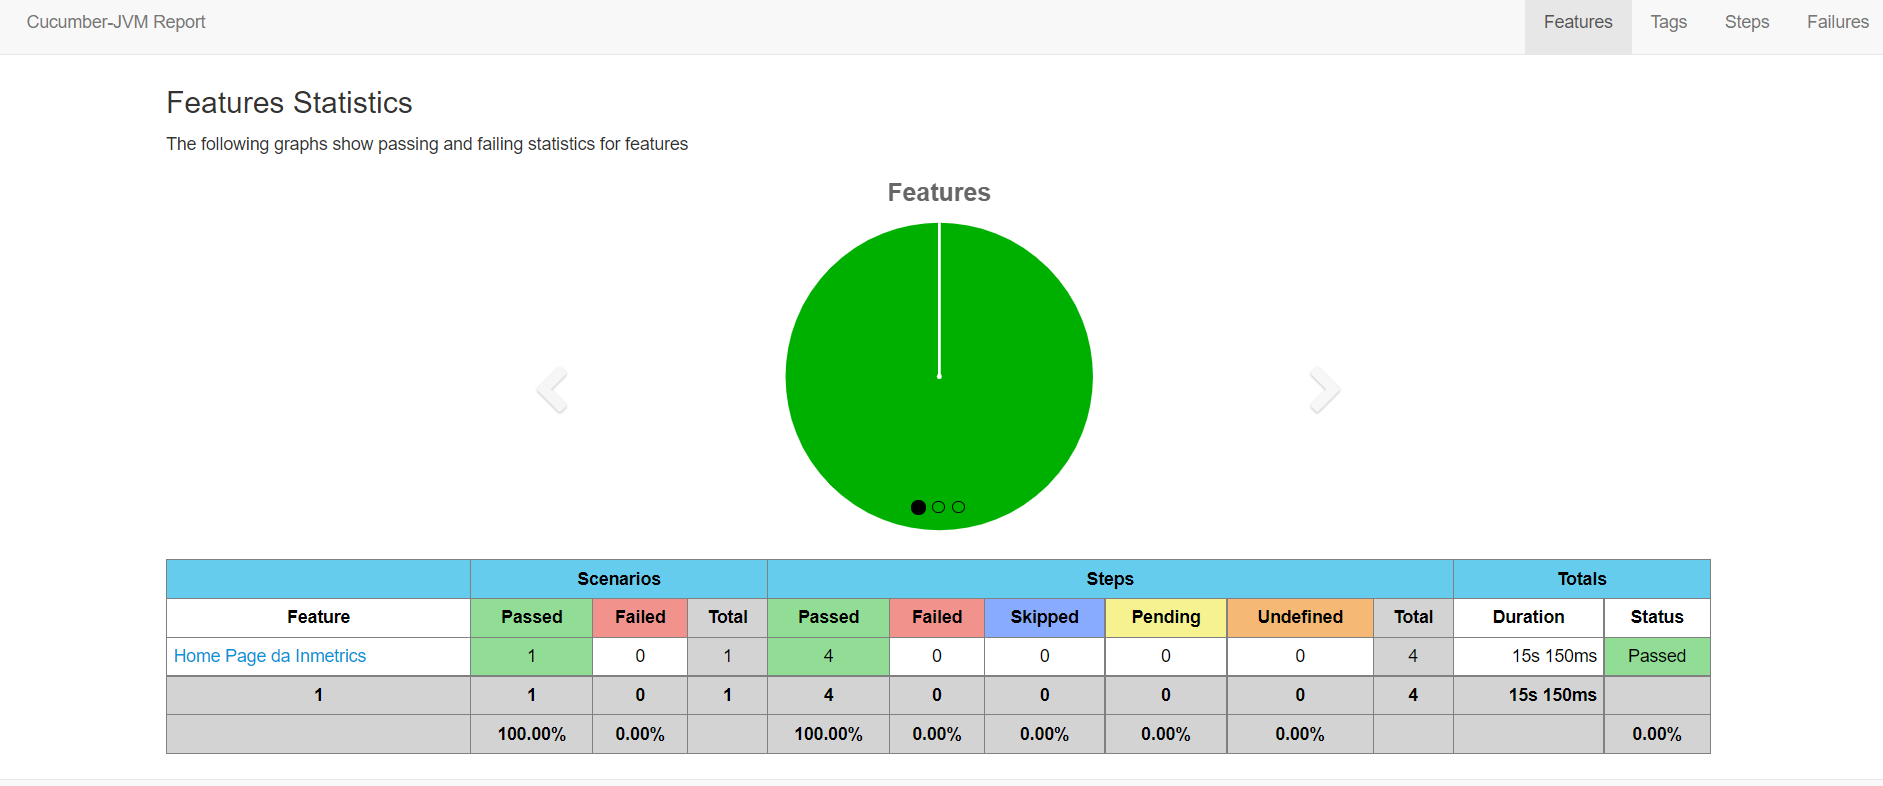 Cucumber-JVM Report Features Tags Steps Failures
Features Statistics
The following graphs show passing and failing statistics for features
Features
Scenarios Steps Totals
Feature Passed Failed Total Passed Failed Skipped Pending Undefined Total Duration Status
Home Page da Inmetrics 1 0 1 4 0 0 0 0 4 15s 150ms Passed
1 1 0 1 4 0 0 0 0 4 15s 150ms
100.00% 0.00% 100.00% 0.00% 0.00% 0.00% 0.00% 0.00%